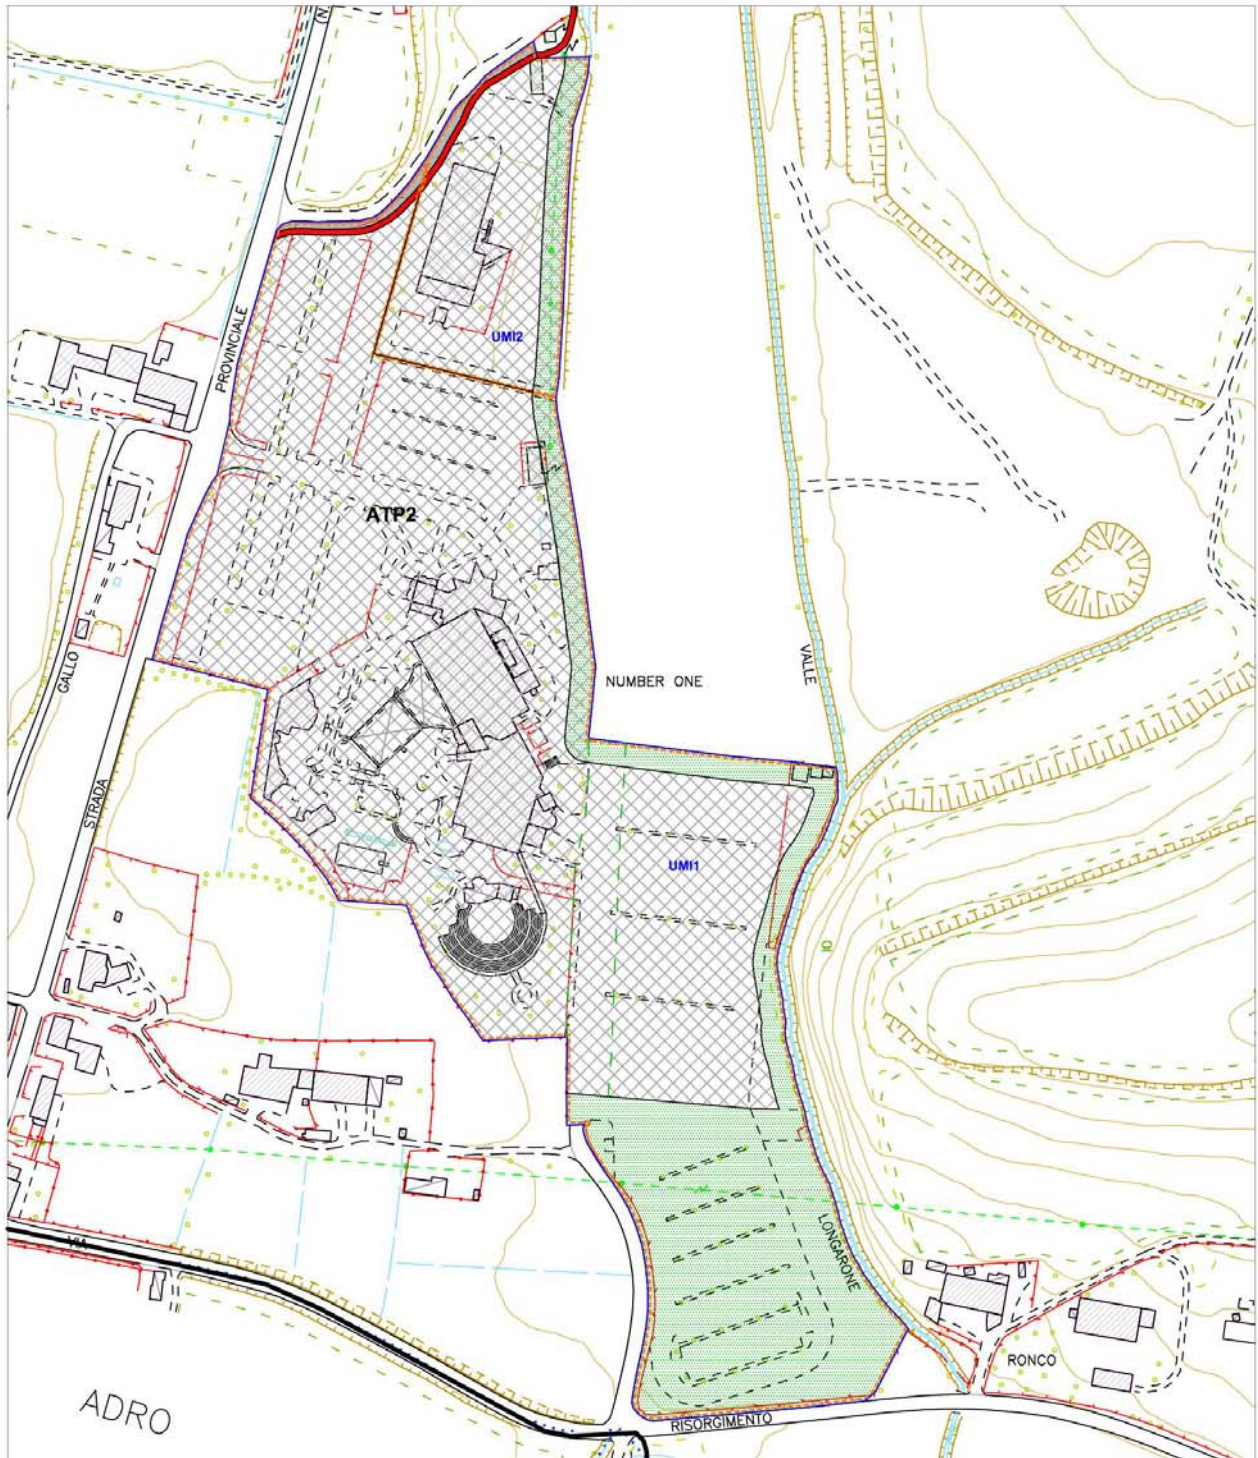 PROVINCIALE
UMI2
ATP2
GALLO
NUMBER ONE
VALLE
STRADA
UMI1
VIA
LONGARONE
RONCO
ADRO
RISORGIMENTO